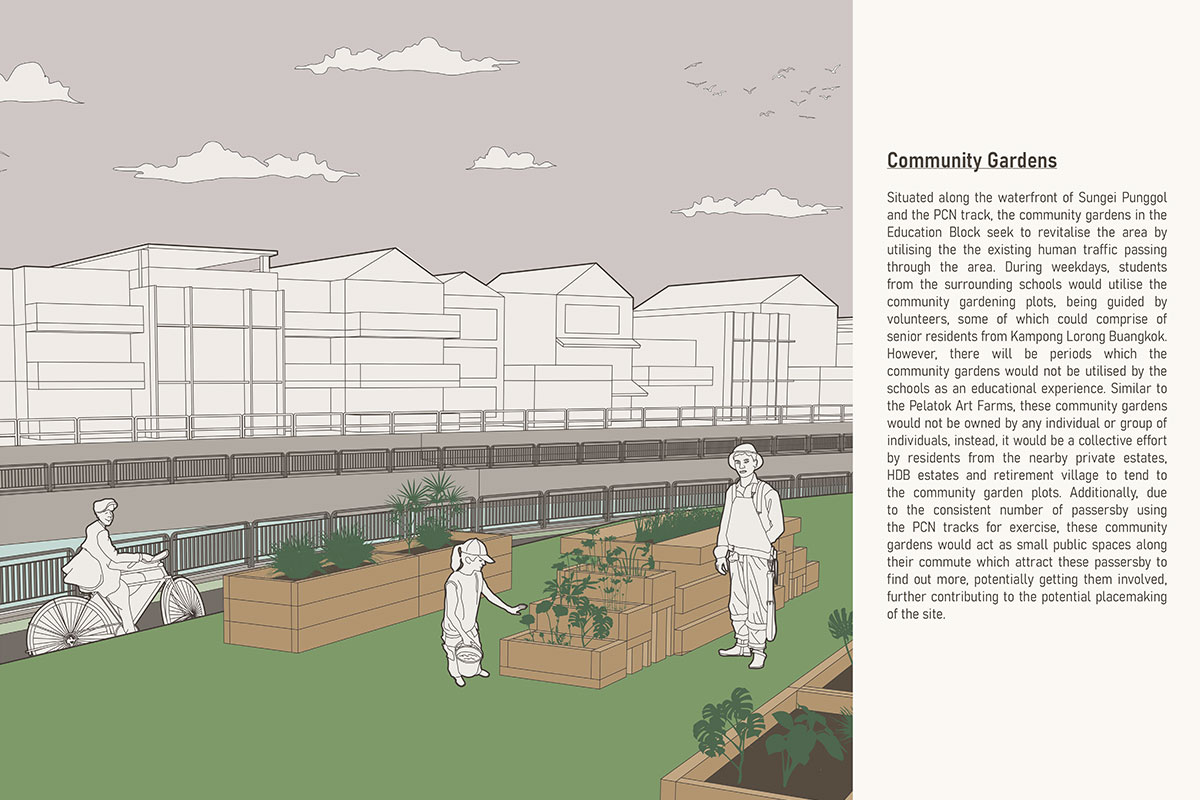 Community Gardens
Situated along the waterfront of Sungei Punggol
and the PCN track, the community gardens in the
Education Block seek to revitalise the area by
utilising the the existing human traffic passing
through the area. During weekdays, students
from the surrounding schools would utilise the
community gardening plots, being guided by
volunteers, some of which could comprise of
senior residents from Kampong Lorong Buangkok.
However, there will be periods which the
community gardens would not be utilised by the
schools as an educational experience. Similar to
the Pelatok Art Farms, these community gardens
would not be owned by any individual or group of
individuals, instead, it would be a collective effort
by residents from the nearby private estates,
HDB estates and retirement village to tend to
the community garden plots. Additionally, due
to the consistent number of passersby using
the PCN tracks for exercise, these community
gardens would act as small public spaces along
their commute which attract these passersby to
find out more, potentially getting them involved,
further contributing to the potential placemaking
of the site.